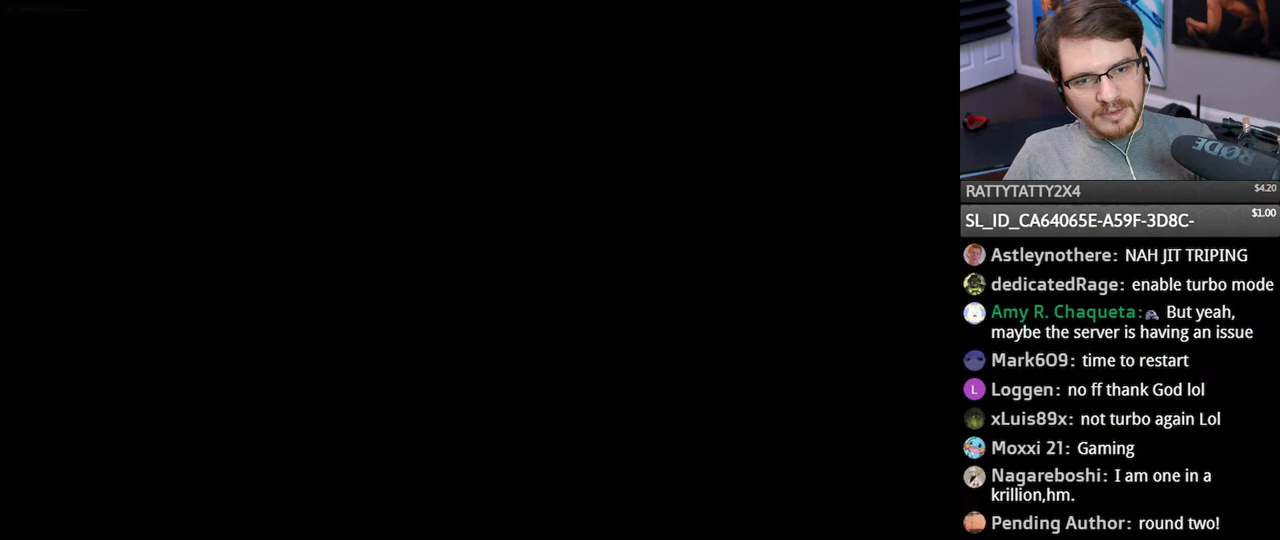 RØDE
RATTYTATTY2X4 $4.20
SL_ID_CA64065E-A59F-3D8C- $1.00
Astleynothere: NAH JIT TRIPING
dedicatedRage: enable turbo mode
Amy R. Chaqueta: But yeah,
maybe the server is having an issue
Mark609: time to restart
L Loggen: no ff thank God lol
xLuis89x: not turbo again Lol
Moxxi 21: Gaming
Nagareboshi: I am one in a
krillion,hm.
Pending Author: round two!